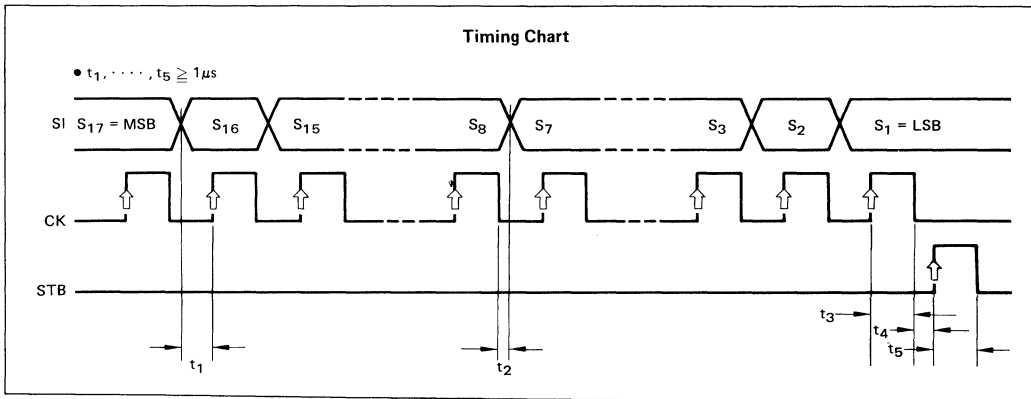 Timing Chart
• t1, · · · · , t5 ≧ 1μs
SI S17 = MSB S16 S15 S8 S7 S3 S2 S1 = LSB
CK
STB
t3
t4
t5
t1 t2